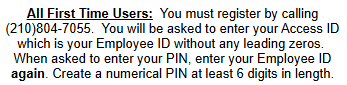 All First Time Users:  You must register by calling
(210)804-7055.  You will be asked to enter your Access ID
which is your Employee ID without any leading zeros.
When asked to enter your PIN, enter your Employee ID
again. Create a numerical PIN at least 6 digits in length.